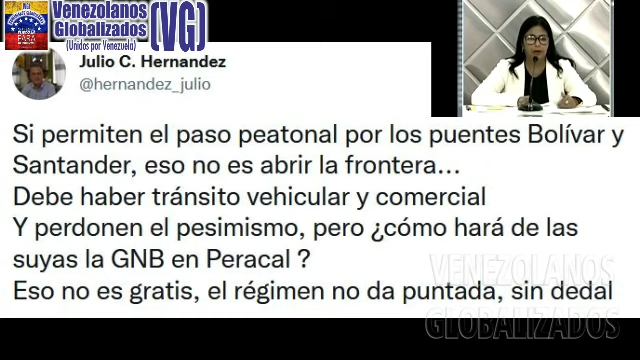 Venezolanos
Globalizados
(Unidos por Venezuela)
(VG)
Julio C. Hernandez
@hernandez_julio
Si permiten el paso peatonal por los puentes Bolívar y
Santander, eso no es abrir la frontera...
Debe haber tránsito vehicular y comercial
Y perdonen el pesimismo, pero ¿cómo hará de las
suyas la GNB en Peracal ?
Eso no es gratis, el régimen no da puntada, sin dedal
VENEZOLANOS
GLOBALIZADOS